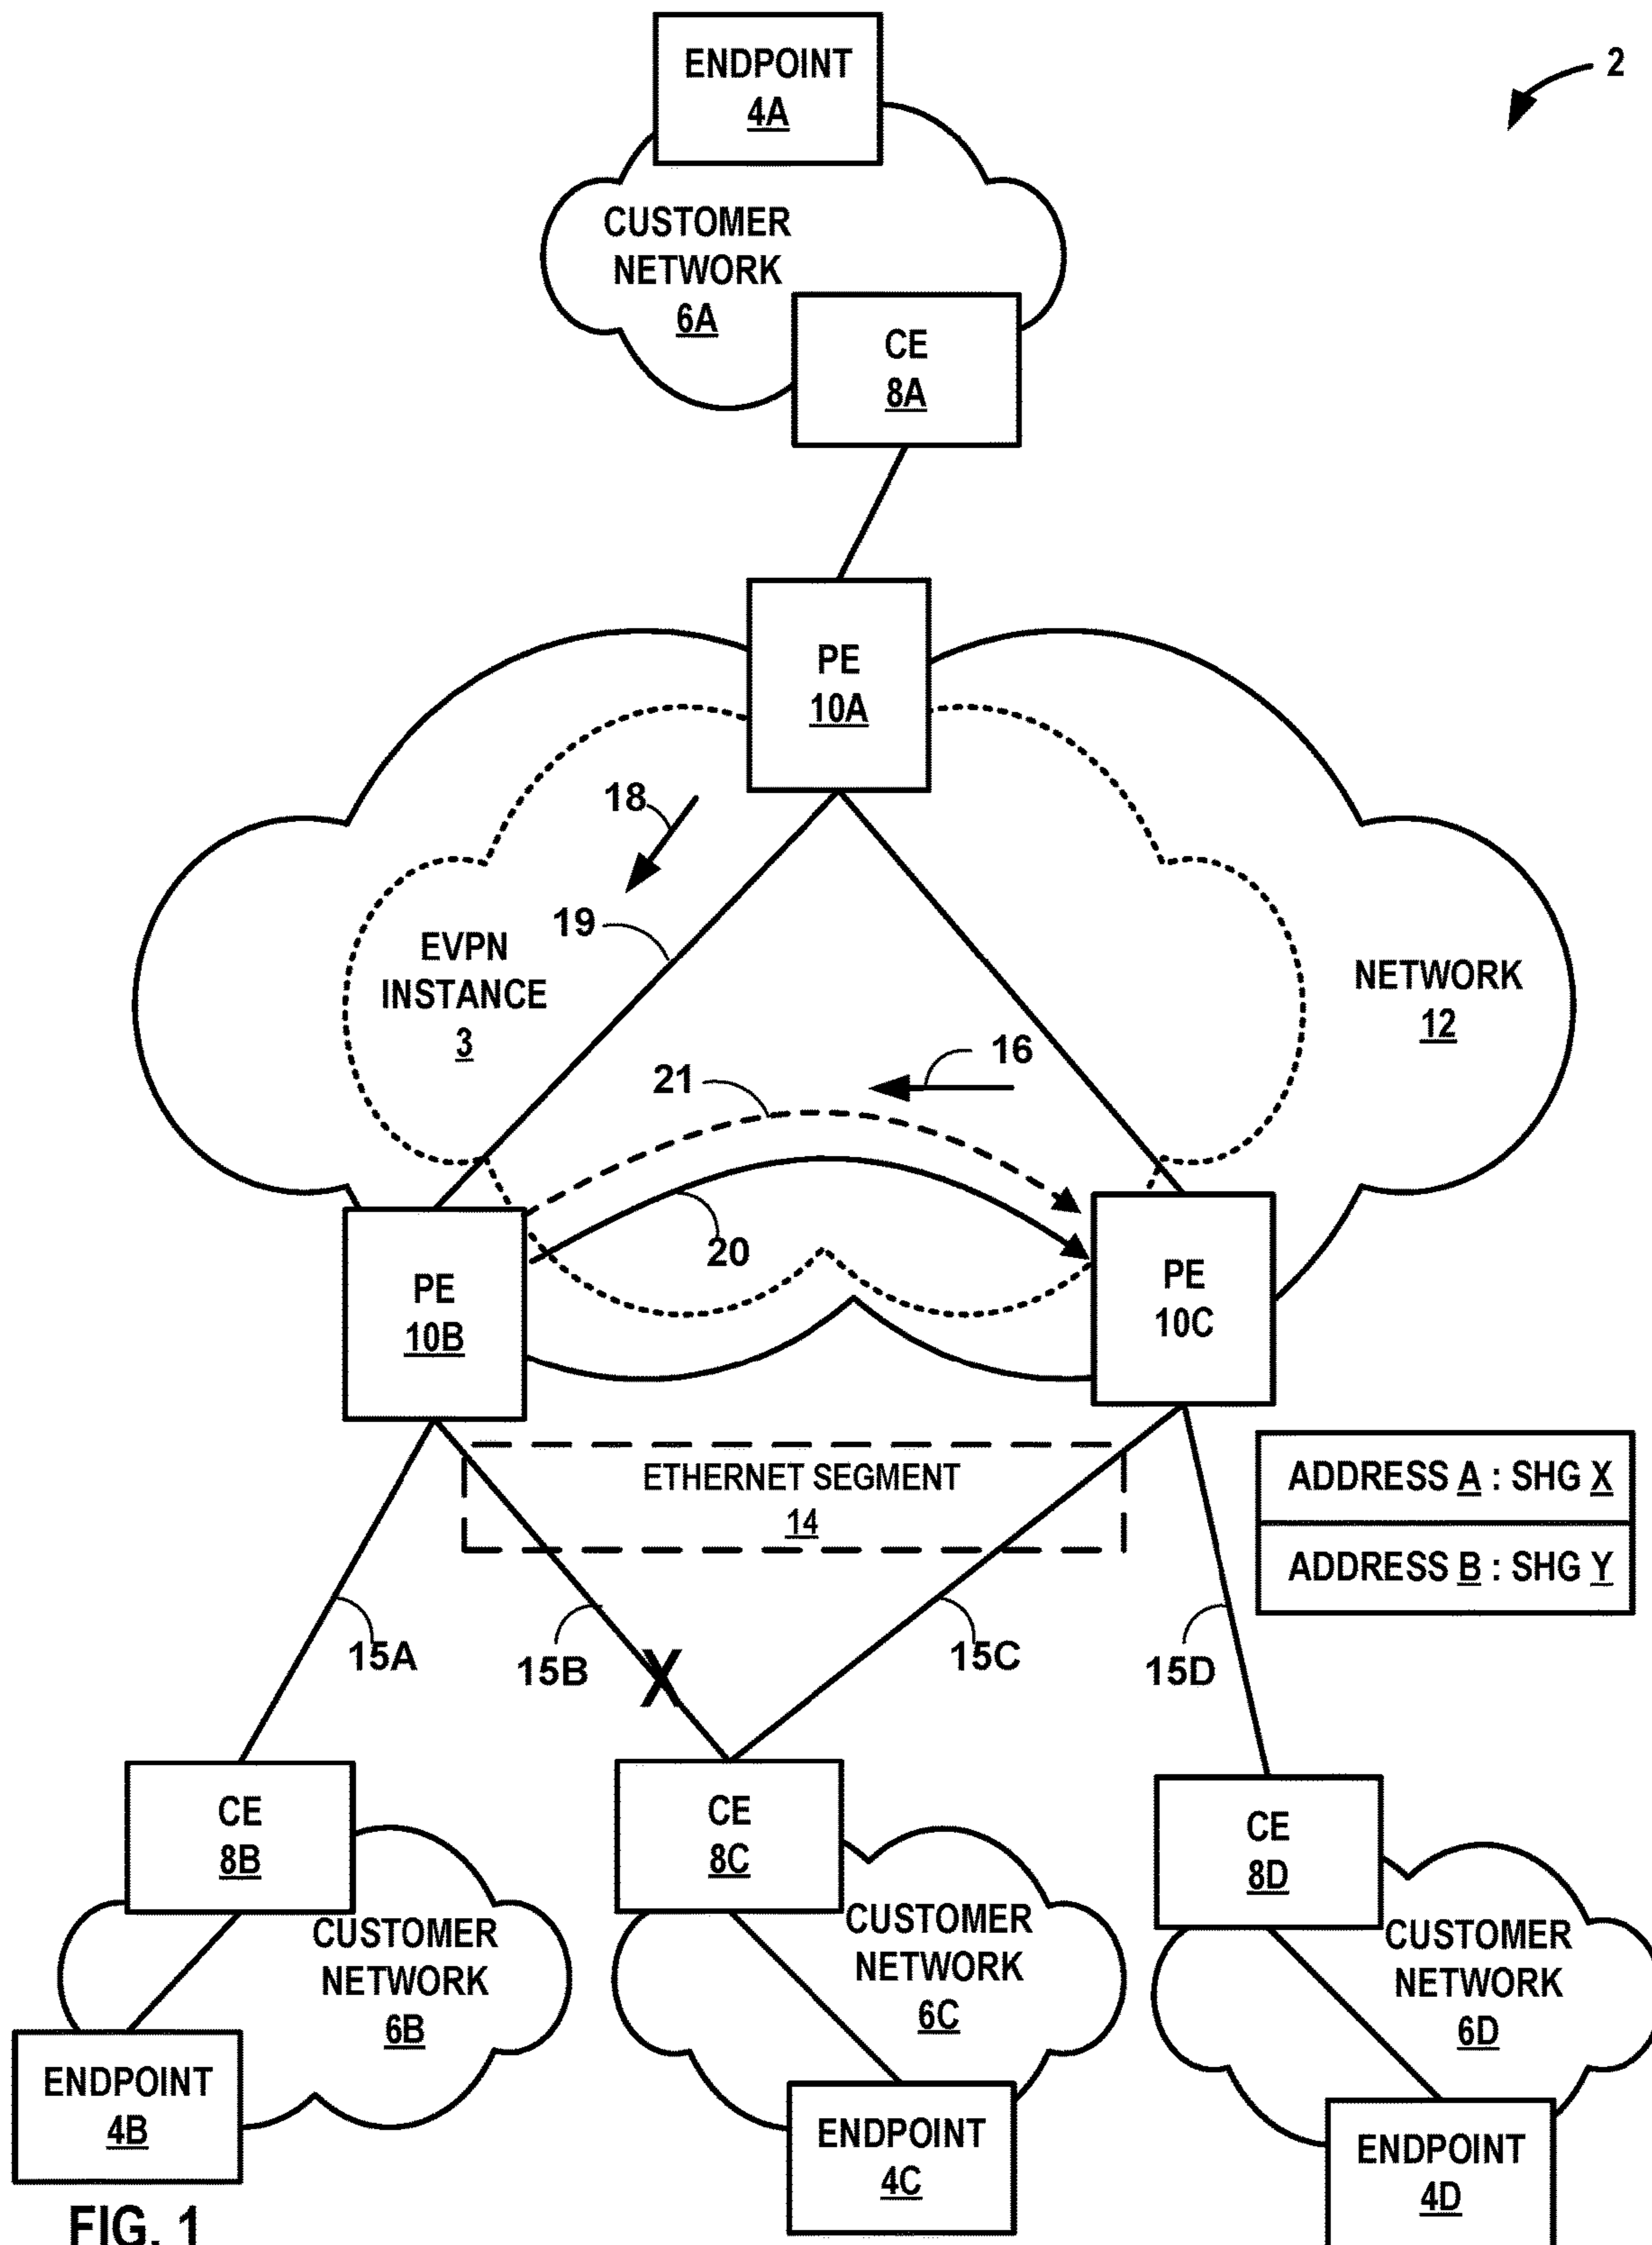 ENDPOINT
4A
2
CUSTOMER
NETWORK
6A
CE
8A
PE
10A
18
19
EVPN
INSTANCE
3
NETWORK
12
16
21
20
PE
10B
PE
10C
ETHERNET SEGMENT
14
ADDRESS A : SHG X
ADDRESS B : SHG Y
15A
15B
X
15C
15D
CE
8B
CE
8C
CE
8D
CUSTOMER
NETWORK
6B
CUSTOMER
NETWORK
6C
CUSTOMER
NETWORK
6D
ENDPOINT
4B
ENDPOINT
4C
ENDPOINT
4D
FIG. 1